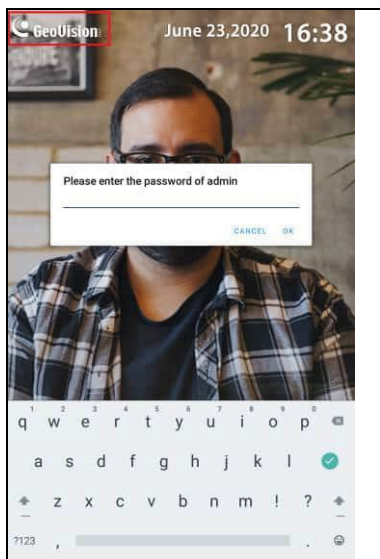 GeoVision
June 23,2020 16:38
Please enter the password of admin
CANCEL OK
1 2 3 4 5 6 7 8 9 0
q w e r t y u i o p
a s d f g h j k l
z x c v b n m ! ?
?123 , .